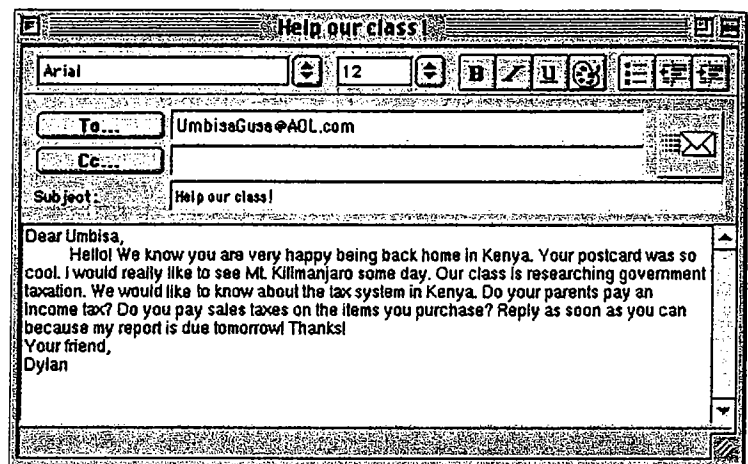 Help our class!
Arial 12 B I U
To... UmbisaGusa@AOL.com
Cc...
Subject: Help our class!
Dear Umbisa,
Hello! We know you are very happy being back home in Kenya. Your postcard was so
cool. I would really like to see Mt. Kilimanjaro some day. Our class is researching government
taxation. We would like to know about the tax system in Kenya. Do your parents pay an
income tax? Do you pay sales taxes on the items you purchase? Reply as soon as you can
because my report is due tomorrow! Thanks!
Your friend,
Dylan